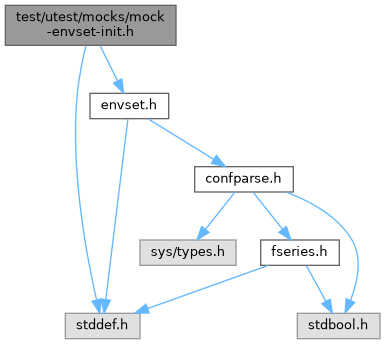 test/utest/mocks/mock
-envset-init.h
envset.h
confparse.h
sys/types.h
fseries.h
stddef.h
stdbool.h